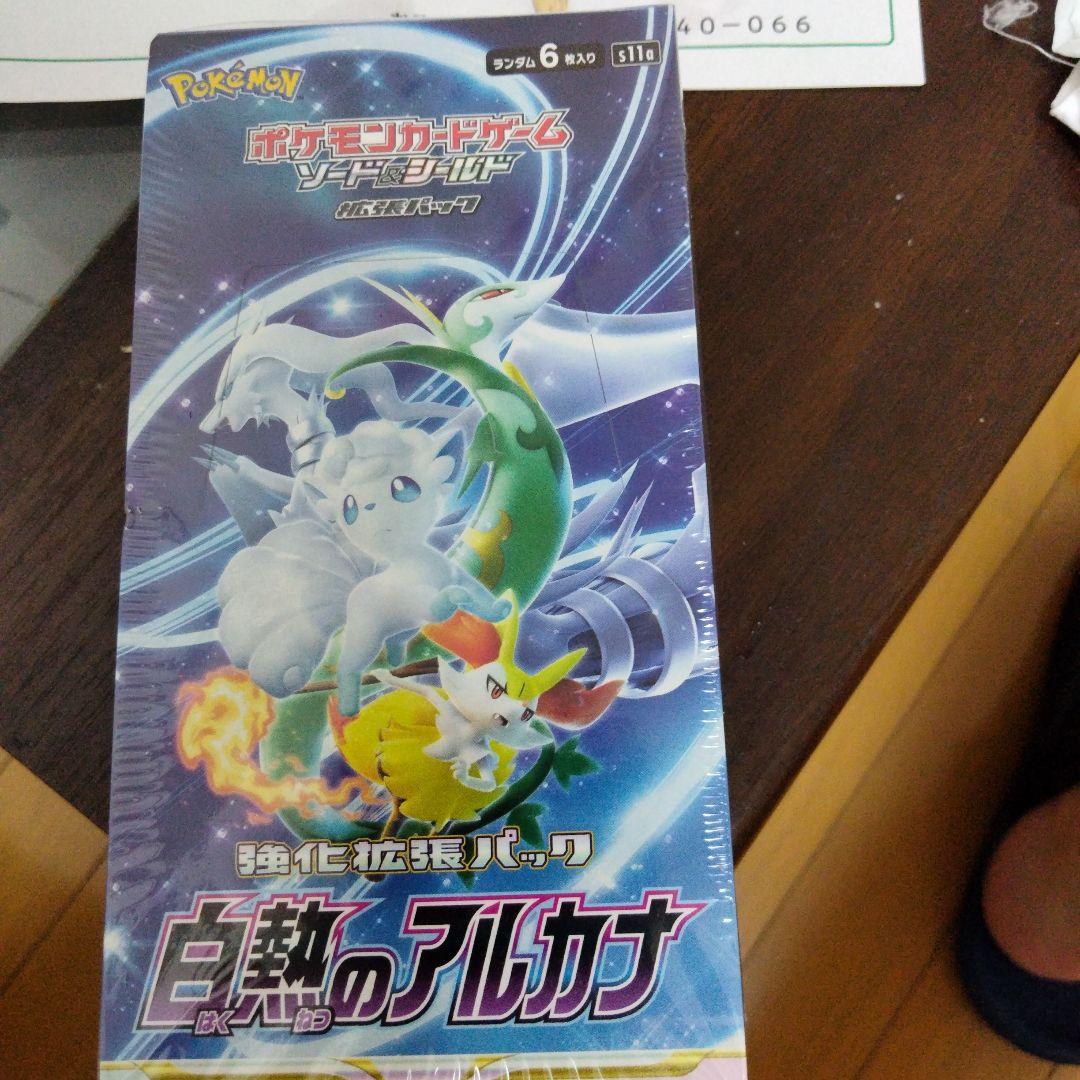 40-066
ランダム6枚入り s11a
POKéMON
ポケモンカードゲーム
ソード&シールド
拡張パック
強化拡張パック
白熱のアルカナ
はく ねつ